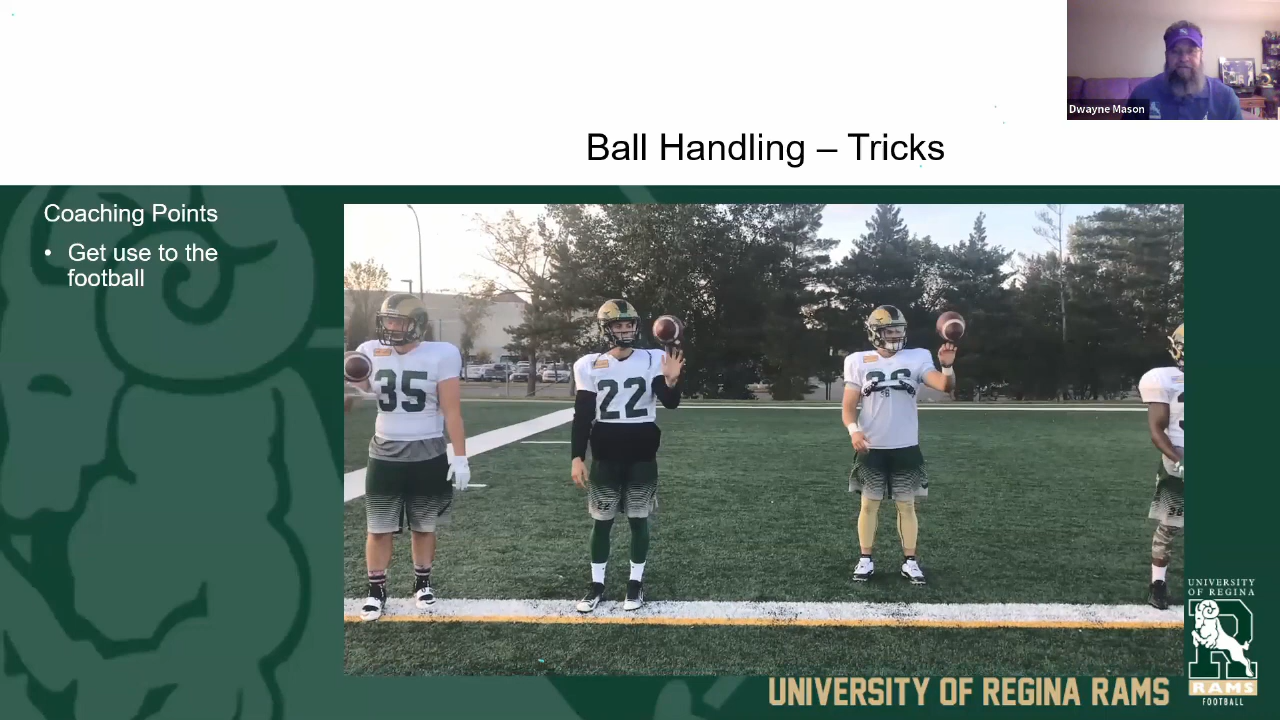 Dwayne Mason
Ball Handling – Tricks
Coaching Points
• Get use to the
football
35
22
UNIVERSITY
OF REGINA
R
RAMS
FOOTBALL
UNIVERSITY OF REGINA RAMS